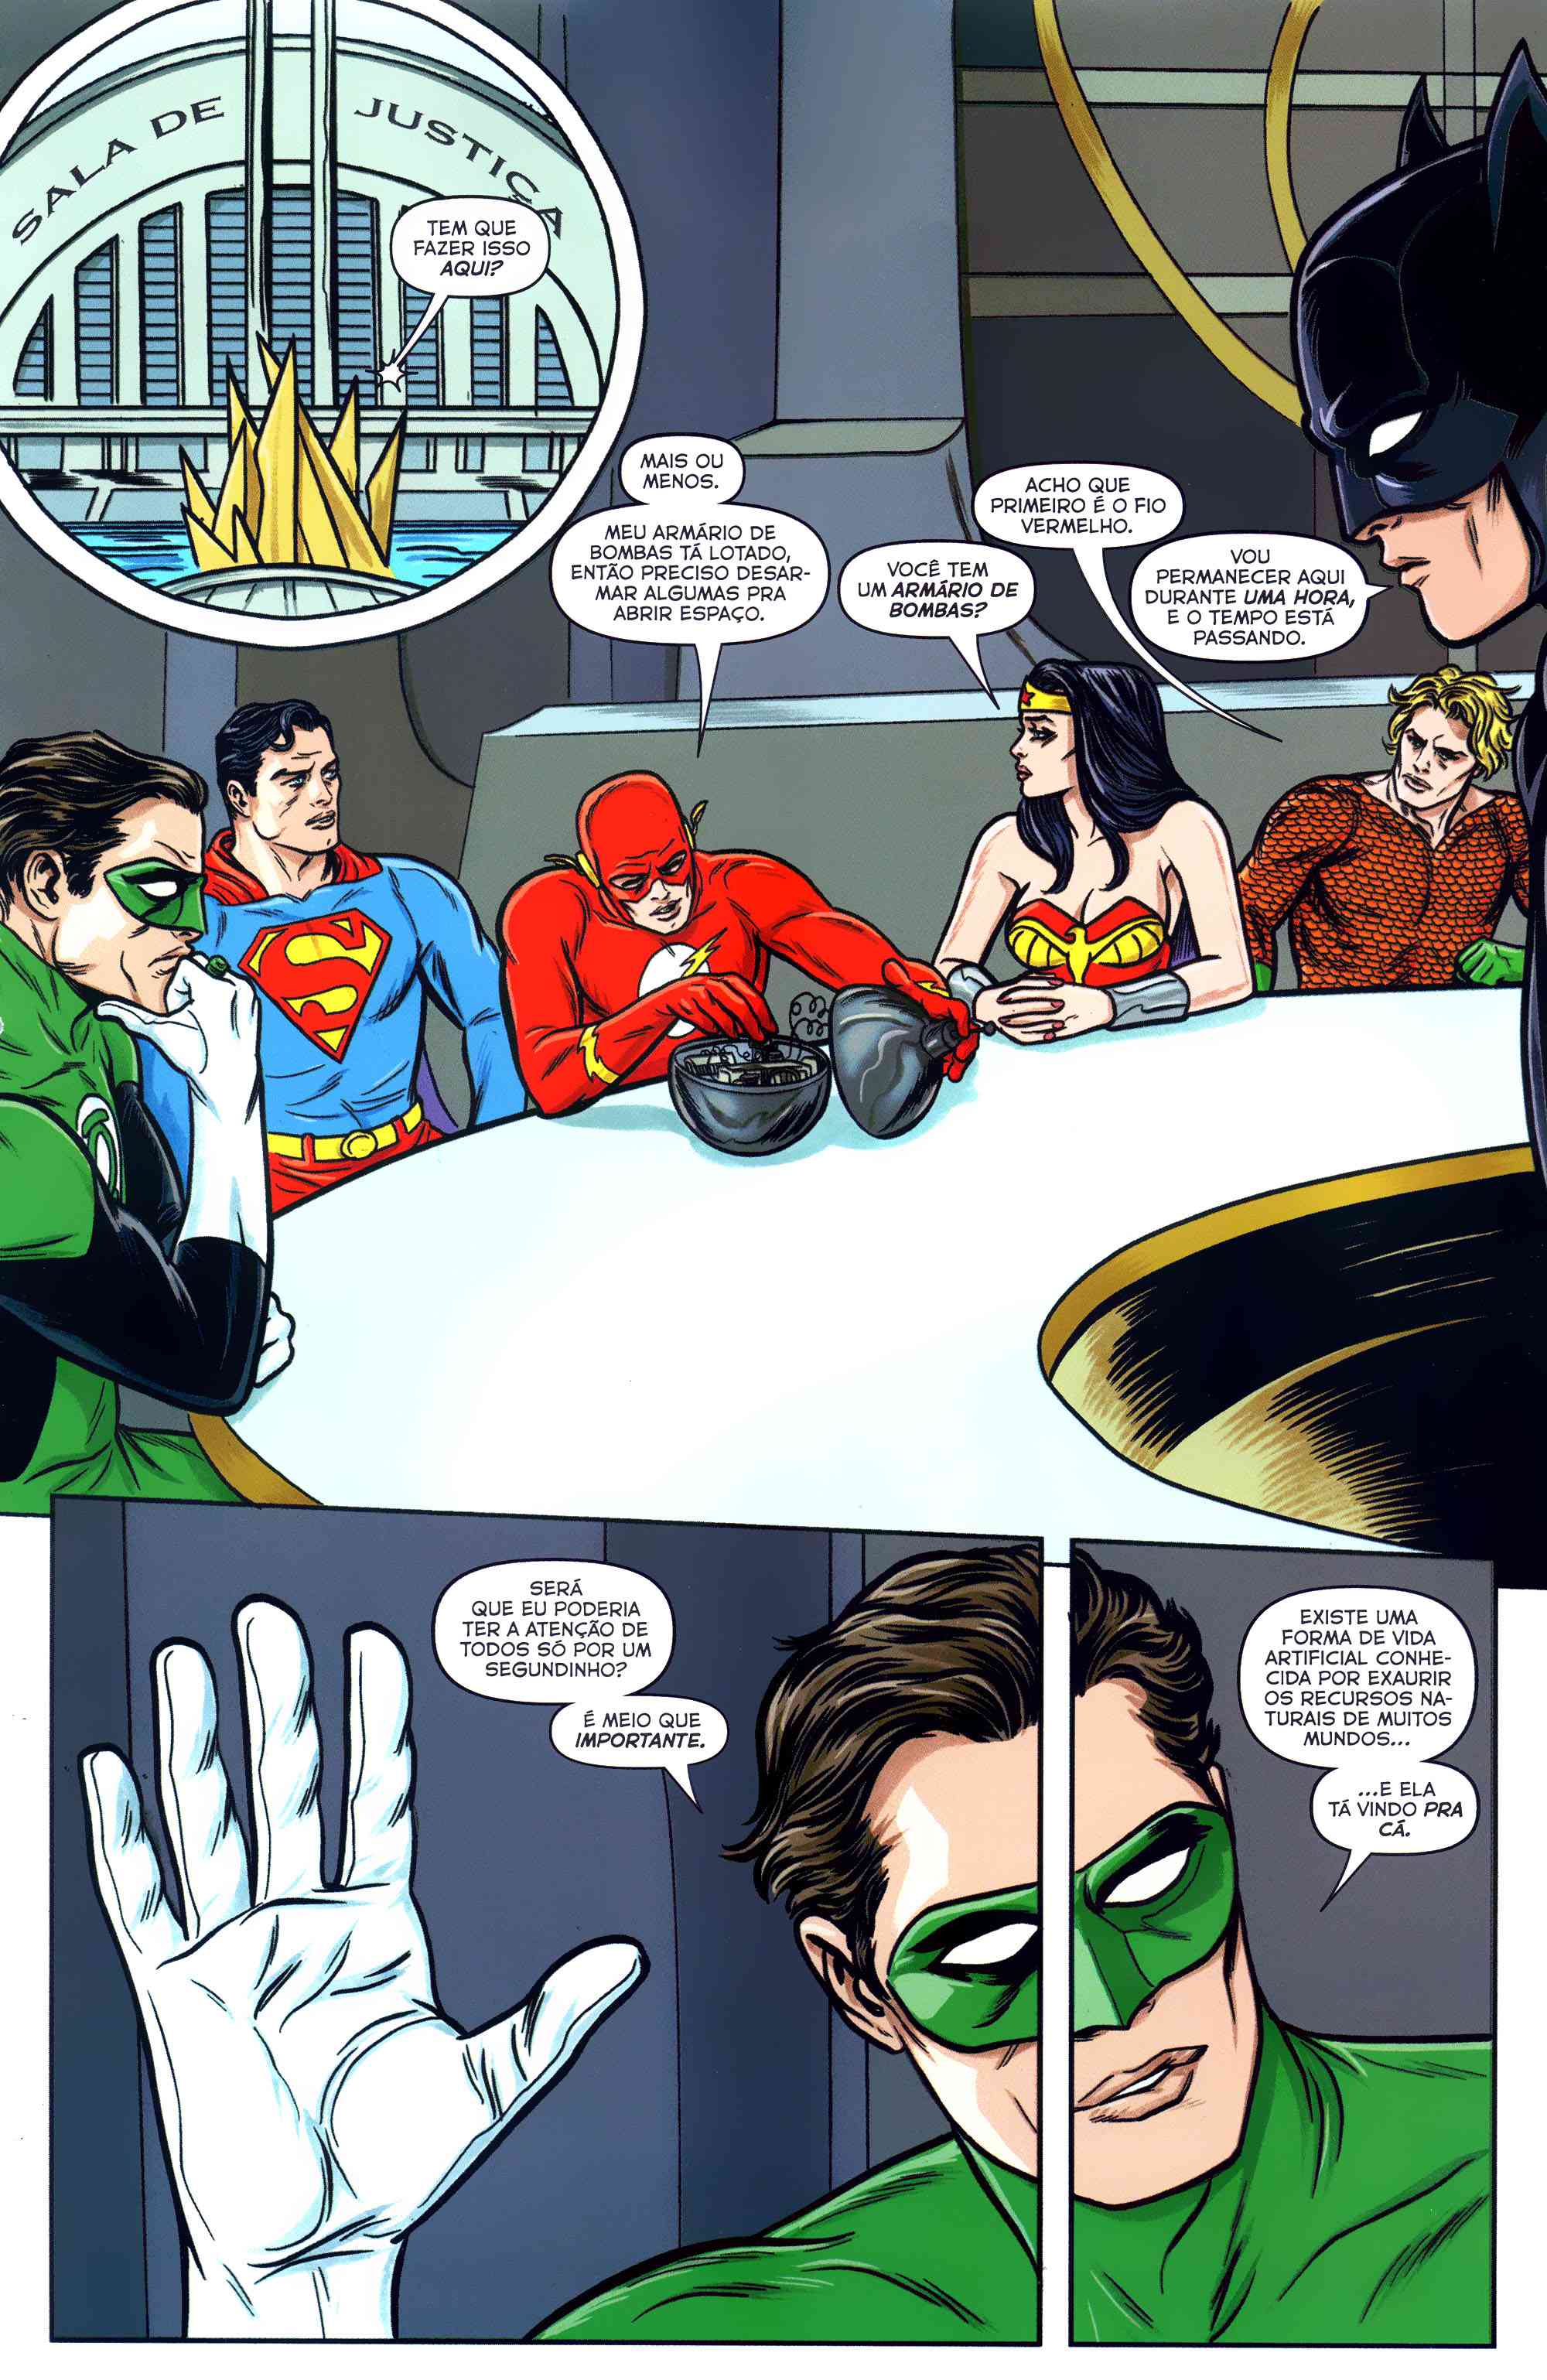 SALA DE JUSTIÇA
TEM QUE
FAZER ISSO
AQUI?
MAIS OU
MENOS.
MEU ARMÁRIO DE
BOMBAS TÁ LOTADO,
ENTÃO PRECISO DESAR-
MAR ALGUMAS PRA
ABRIR ESPAÇO.
VOCÊ TEM
UM ARMÁRIO DE
BOMBAS?
ACHO QUE
PRIMEIRO É O FIO
VERMELHO.
VOU
PERMANECER AQUI
DURANTE UMA HORA,
E O TEMPO ESTÁ
PASSANDO.
SERÁ
QUE EU PODERIA
TER A ATENÇÃO DE
TODOS SÓ POR UM
SEGUNDINHO?
É MEIO QUE
IMPORTANTE.
EXISTE UMA
FORMA DE VIDA
ARTIFICIAL CONHE-
CIDA POR EXAURIR
OS RECURSOS NA-
TURAIS DE MUITOS
MUNDOS...
...E ELA
TÁ VINDO PRA
CÁ.